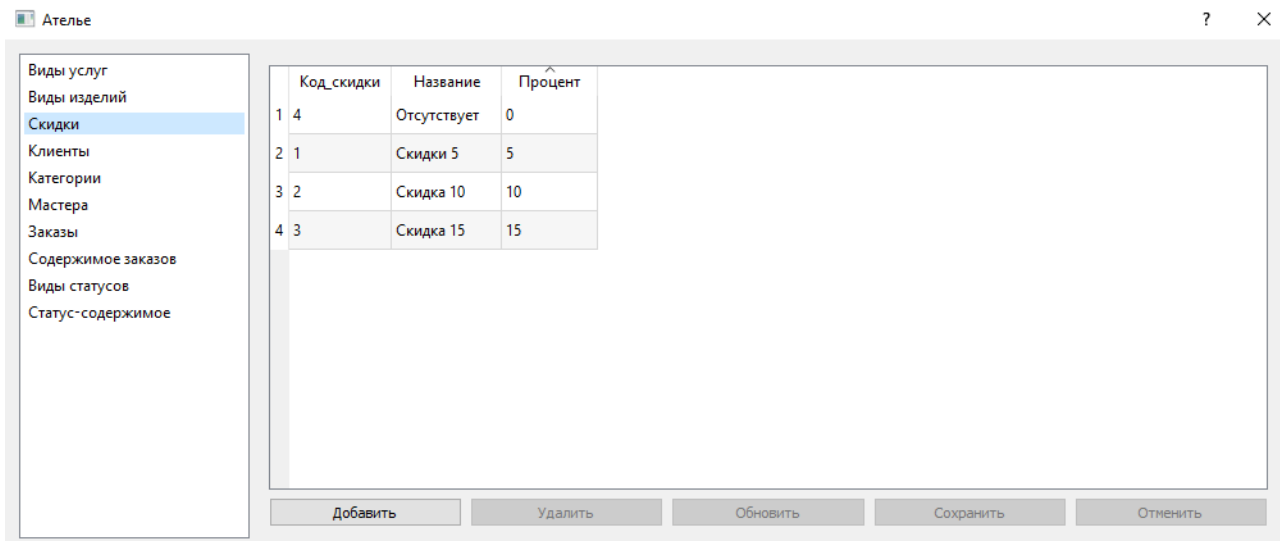 Ателье ?
Виды услуг
Виды изделий
Скидки
Клиенты
Категории
Мастера
Заказы
Содержимое заказов
Виды статусов
Статус-содержимое
Код_скидки Название Процент
1 4 Отсутствует 0
2 1 Скидки 5 5
3 2 Скидка 10 10
4 3 Скидка 15 15
Добавить Удалить Обновить Сохранить Отменить